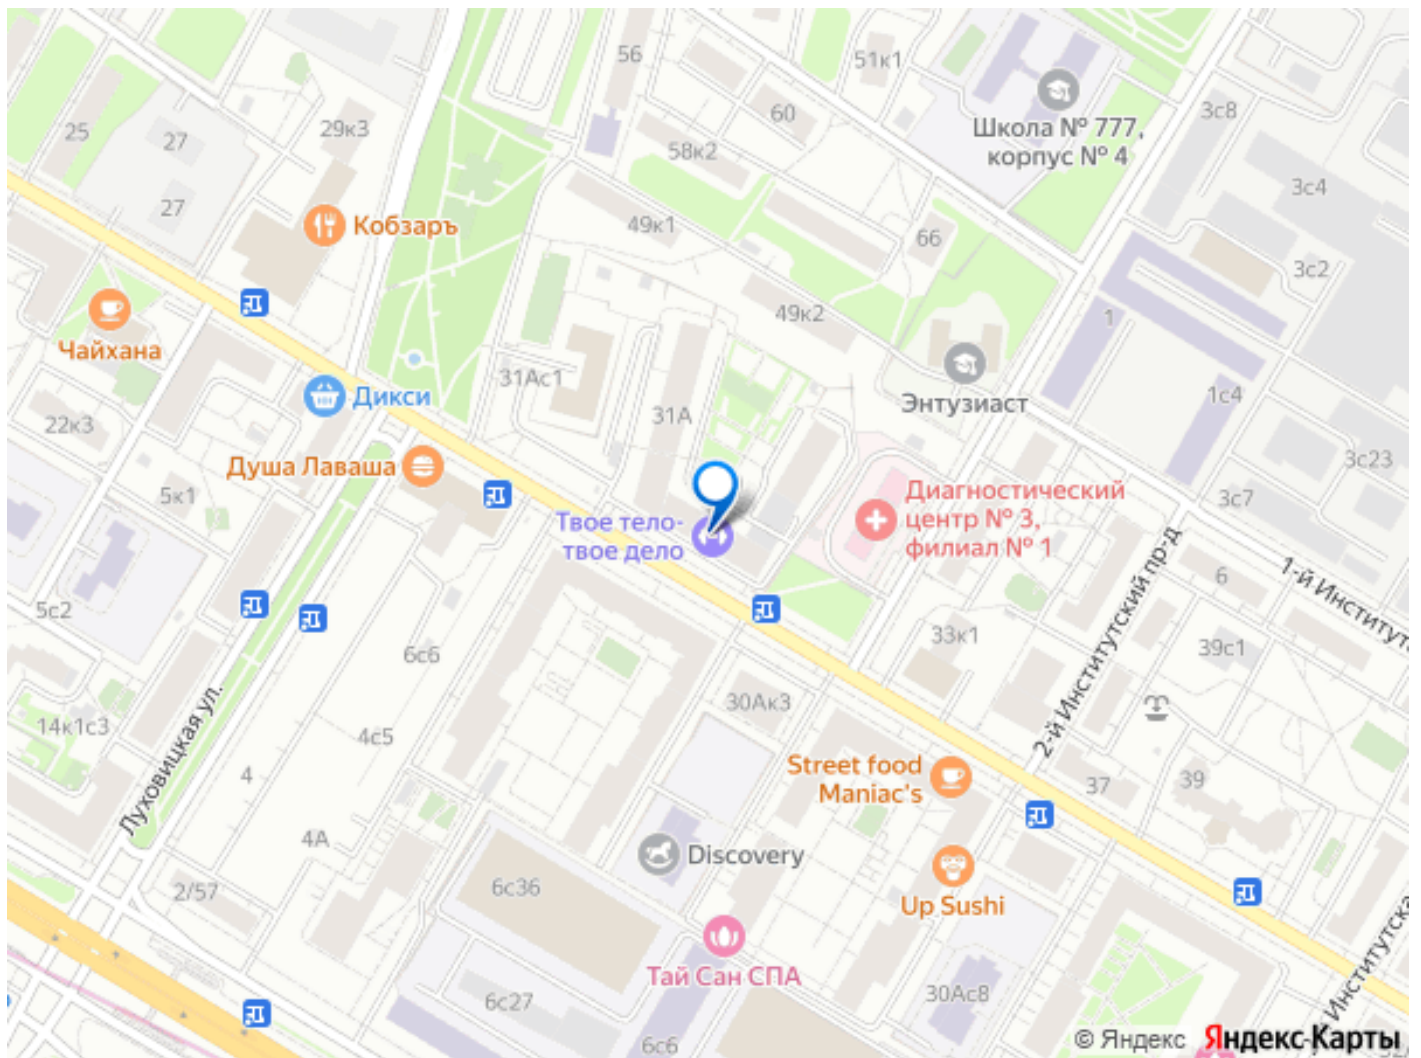 56
51к1
3с8
60
Школа № 777,
корпус № 4
25
27
29к3
58к2
3с4
27
Кобзаръ
49к1
66
3с2
49к2
1
Чайхана
31Ас1
Энтузиаст
Дикси
1с4
22к3
31А
3с23
Душа Лаваша
5к1
Диагностический
центр № 3,
филиал № 1
3с7
Твое тело-
твое дело
6
1-й Института
5с2
33к1
2-й Институтский пр-д
39с1
6с6
30Ак3
14к1с3
Луховицкая ул.
4с5
4
Street food
Maniac's
37
39
4А
Discovery
2/57
6с36
Up Sushi
Тай Сан СПА
6с27
30Ас8
Институтска
6с6
© Яндекс Яндекс Карты